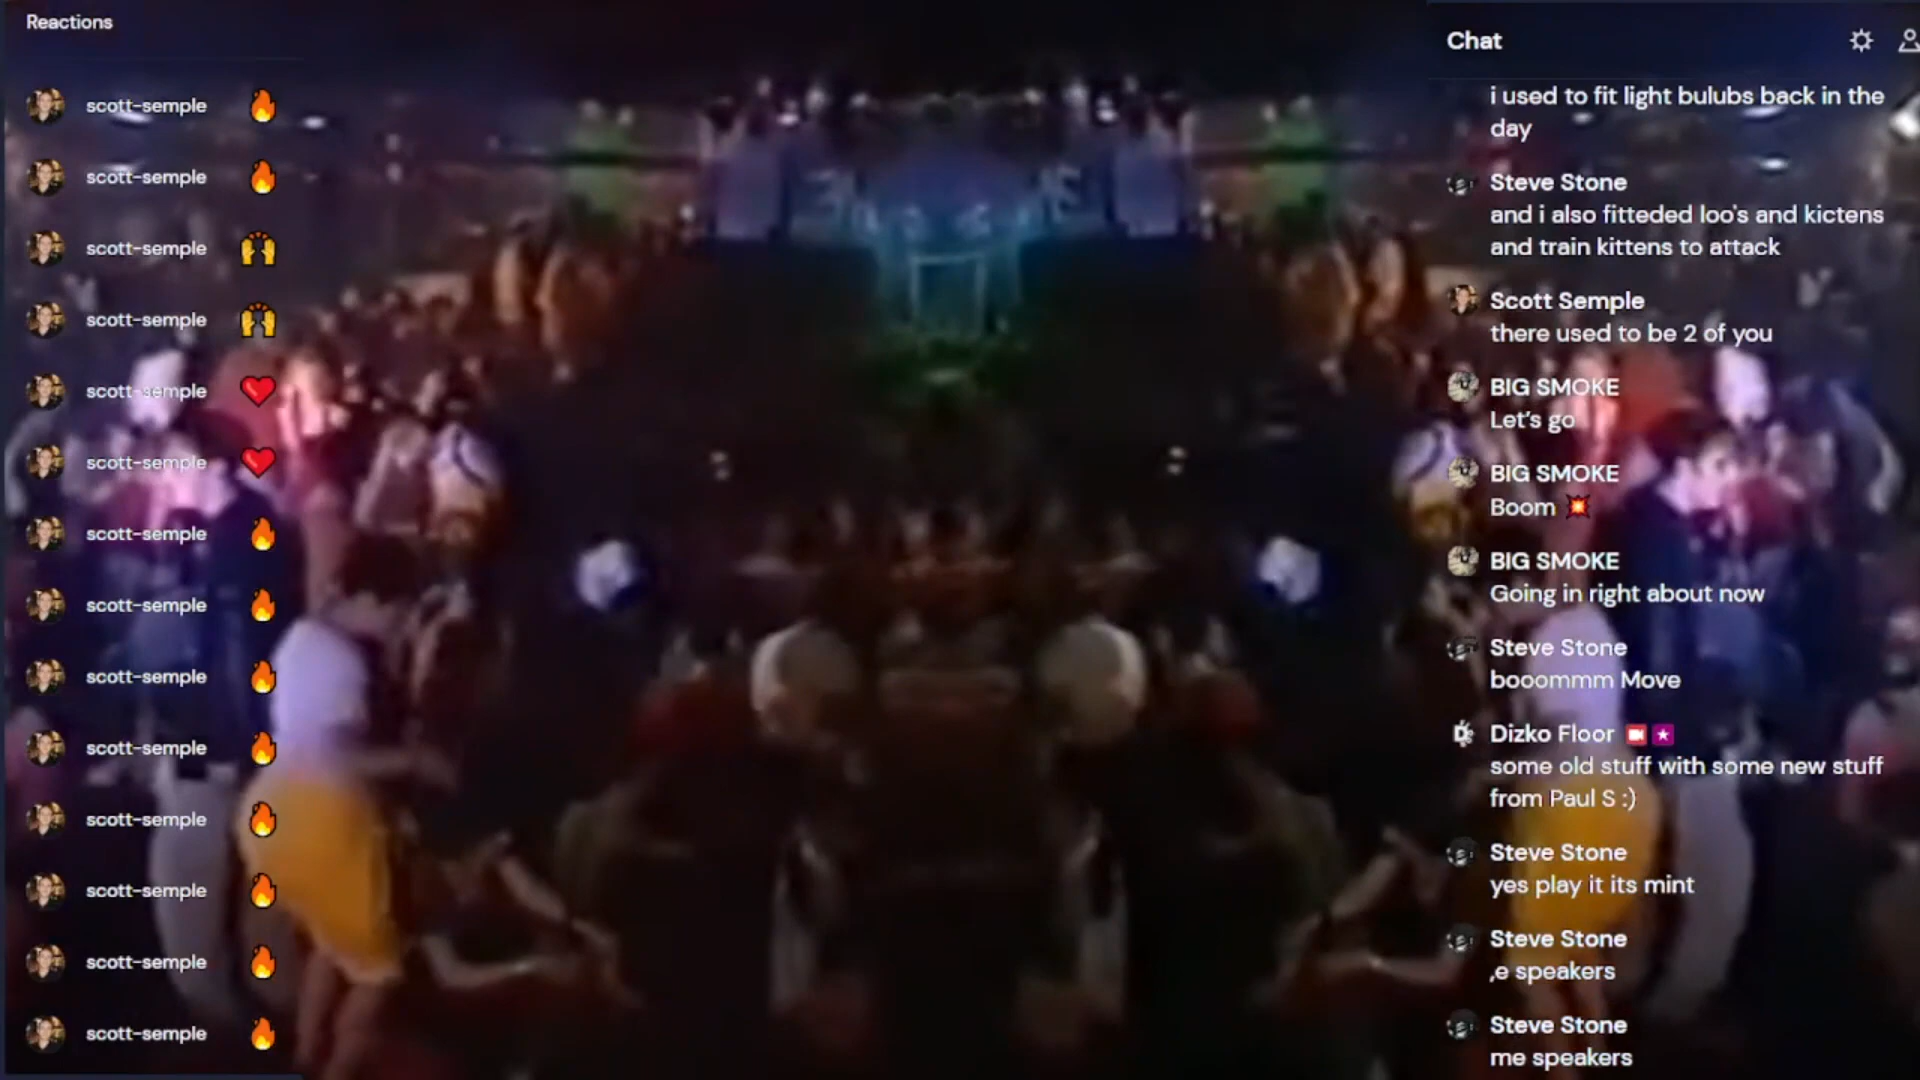 Reactions
scott-semple 🔥
scott-semple 🔥
scott-semple 🙌
scott-semple 🙌
scott-semple ❤️
scott-semple ❤️
scott-semple 🔥
scott-semple 🔥
scott-semple 🔥
scott-semple 🔥
scott-semple 🔥
scott-semple 🔥
scott-semple 🔥
scott-semple 🔥
Chat
i used to fit light bulubs back in the
day
Steve Stone
and i also fitteded loo's and kictens
and train kittens to attack
Scott Semple
there used to be 2 of you
BIG SMOKE
Let's go
BIG SMOKE
Boom 💥
BIG SMOKE
Going in right about now
Steve Stone
booommm Move
Dizko Floor
some old stuff with some new stuff
from Paul S :)
Steve Stone
yes play it its mint
Steve Stone
,e speakers
Steve Stone
me speakers